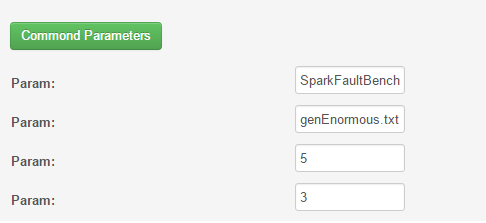 Commond Parameters
Param: SparkFaultBench
Param: genEnormous.txt
Param: 5
Param: 3